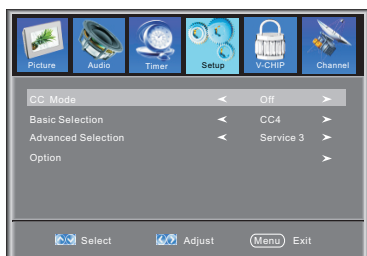 Picture Audio Timer Setup V-CHIP Channel
CC Mode Off
Basic Selection CC4
Advanced Selection Service 3
Option
Select Adjust Menu Exit